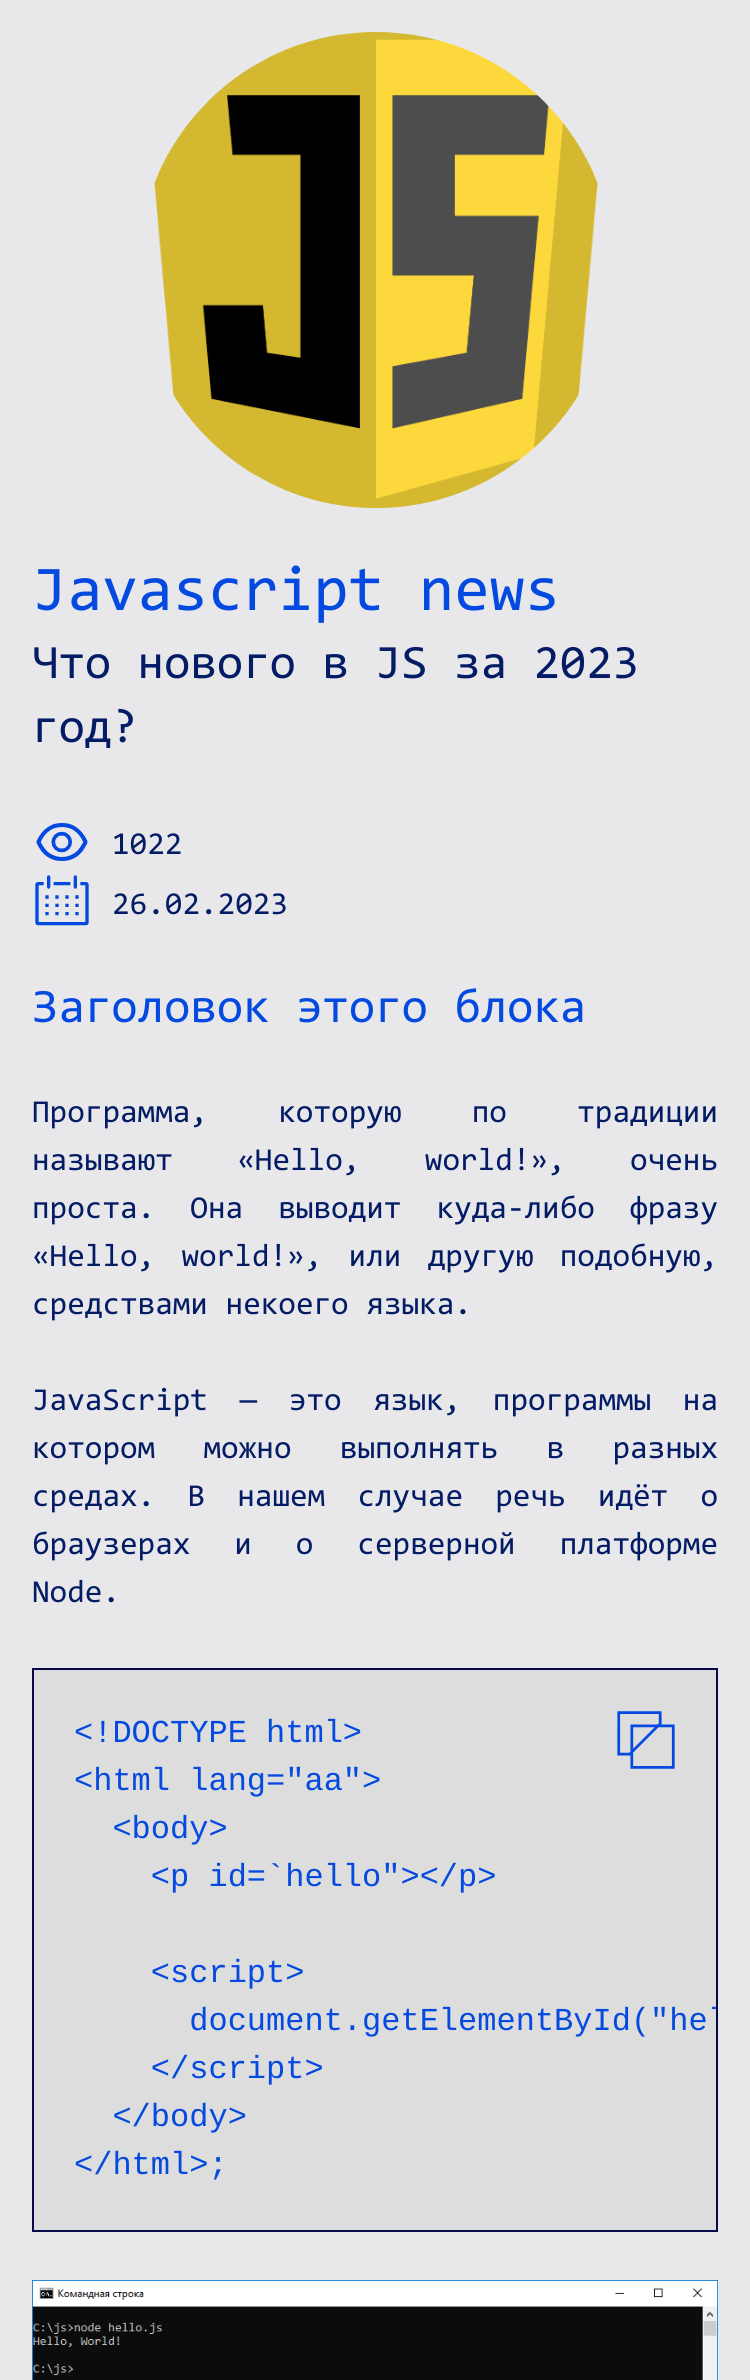 JS
Javascript news
Что нового в JS за 2023
год?
1022
26.02.2023
Заголовок этого блока
Программа, которую по традиции
называют «Hello, world!», очень
проста. Она выводит куда-либо фразу
«Hello, world!», или другую подобную,
средствами некоего языка.
JavaScript — это язык, программы на
котором можно выполнять в разных
средах. В нашем случае речь идёт о
браузерах и о серверной платформе
Node.
<!DOCTYPE html>
<html lang="aa">
  <body>
    <p id=`hello"></p>
    <script>
      document.getElementById("he
    </script>
  </body>
</html>;
Командная строка
C:\js>node hello.js
Hello, World!
C:\js>